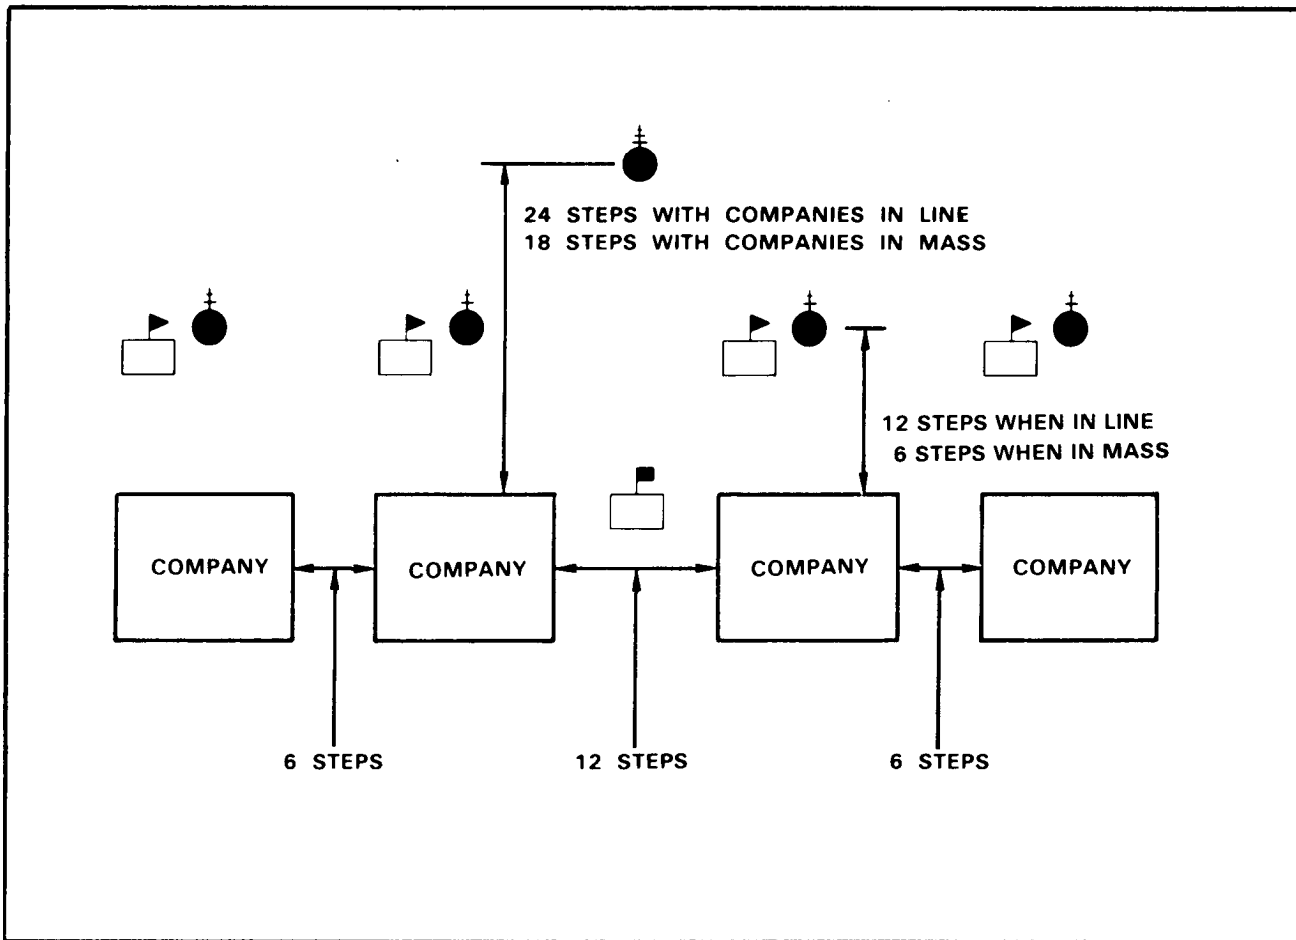 24 STEPS WITH COMPANIES IN LINE
18 STEPS WITH COMPANIES IN MASS
12 STEPS WHEN IN LINE
6 STEPS WHEN IN MASS
COMPANY
COMPANY
COMPANY
COMPANY
6 STEPS
12 STEPS
6 STEPS